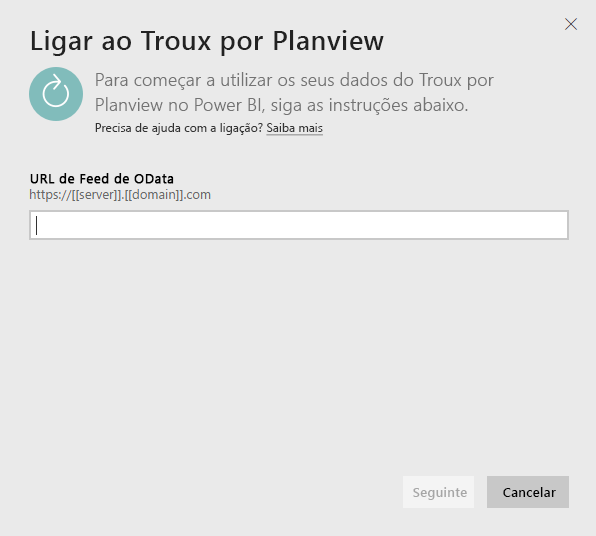 Ligar ao Troux por Planview
Para começar a utilizar os seus dados do Troux por
Planview no Power BI, siga as instruções abaixo.
Precisa de ajuda com a ligação? Saiba mais
URL de Feed de OData
https://[[server]].[[domain]].com
Seguinte
Cancelar